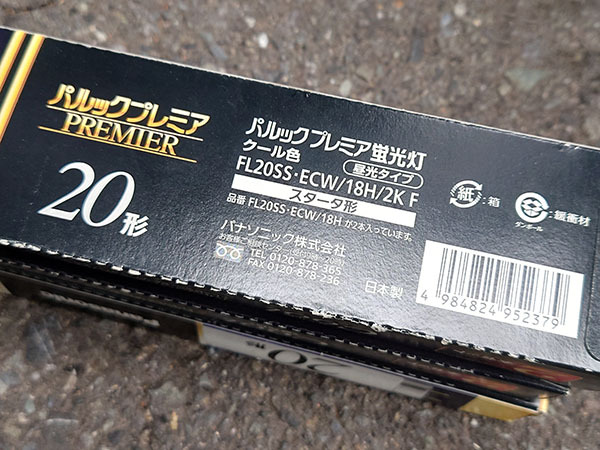 パルックプレミア
PREMIER
20形
パルックプレミア蛍光灯
クール色 昼光タイプ
FL20SS・ECW/18H/2K F
スタータ形
品番 FL20SS・ECW/18H が2本入っています。
パナソニック株式会社
TEL 0120-878-365
FAX 0120-878-236
日本製
紙 :箱
ダンボール :緩衝材
4 984824 952379
20